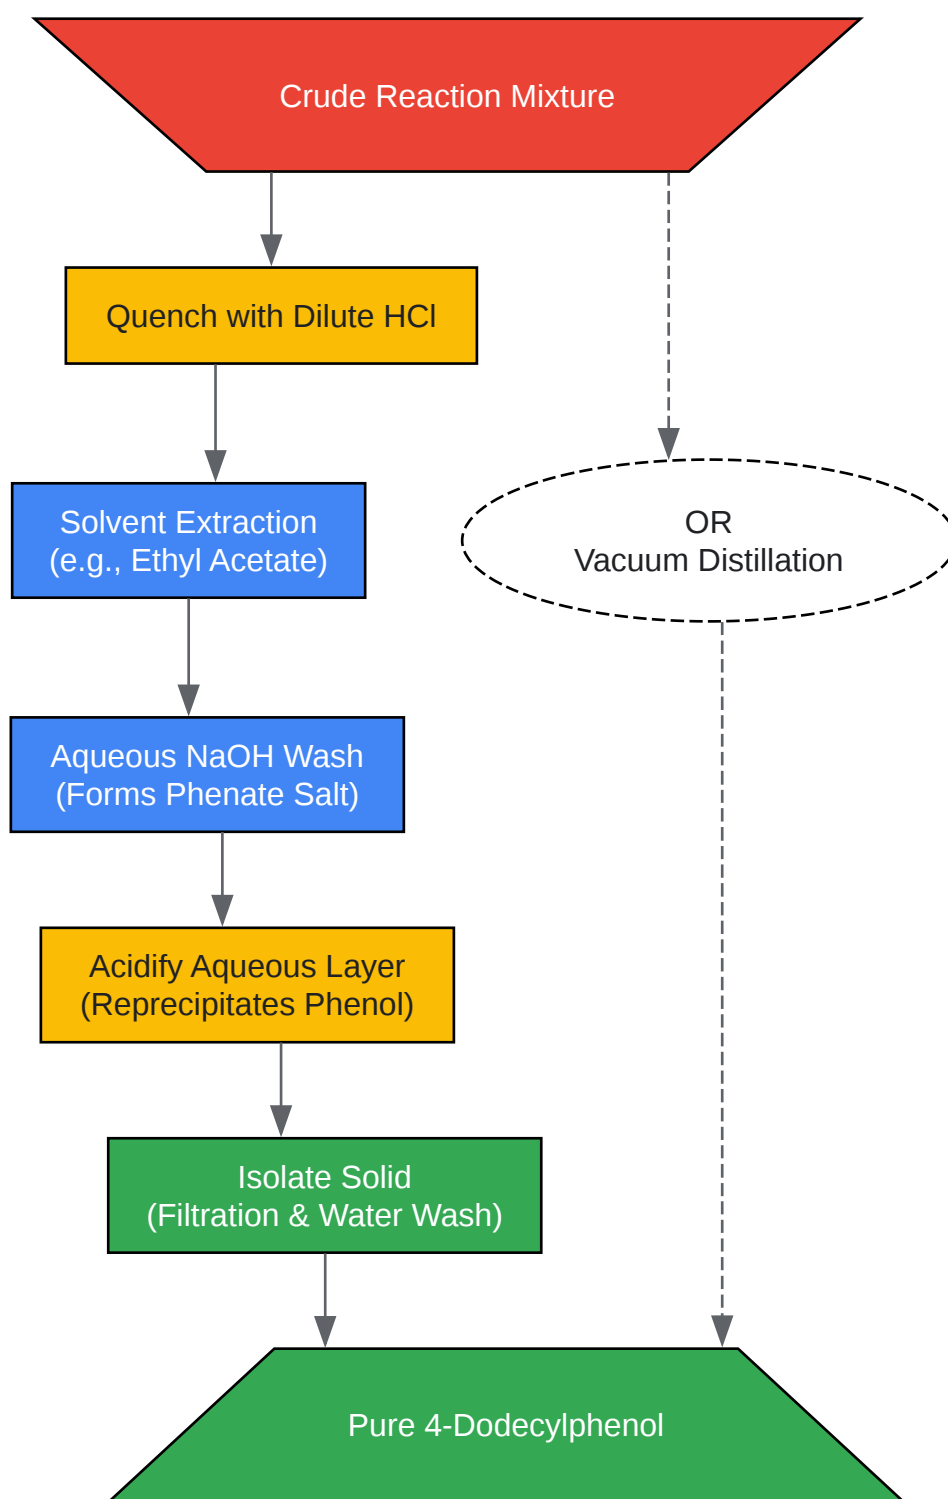 Crude Reaction Mixture
Quench with Dilute HCl
Solvent Extraction
(e.g., Ethyl Acetate)
OR
Vacuum Distillation
Aqueous NaOH Wash
(Forms Phenate Salt)
Acidify Aqueous Layer
(Reprecipitates Phenol)
Isolate Solid
(Filtration & Water Wash)
Pure 4-Dodecylphenol